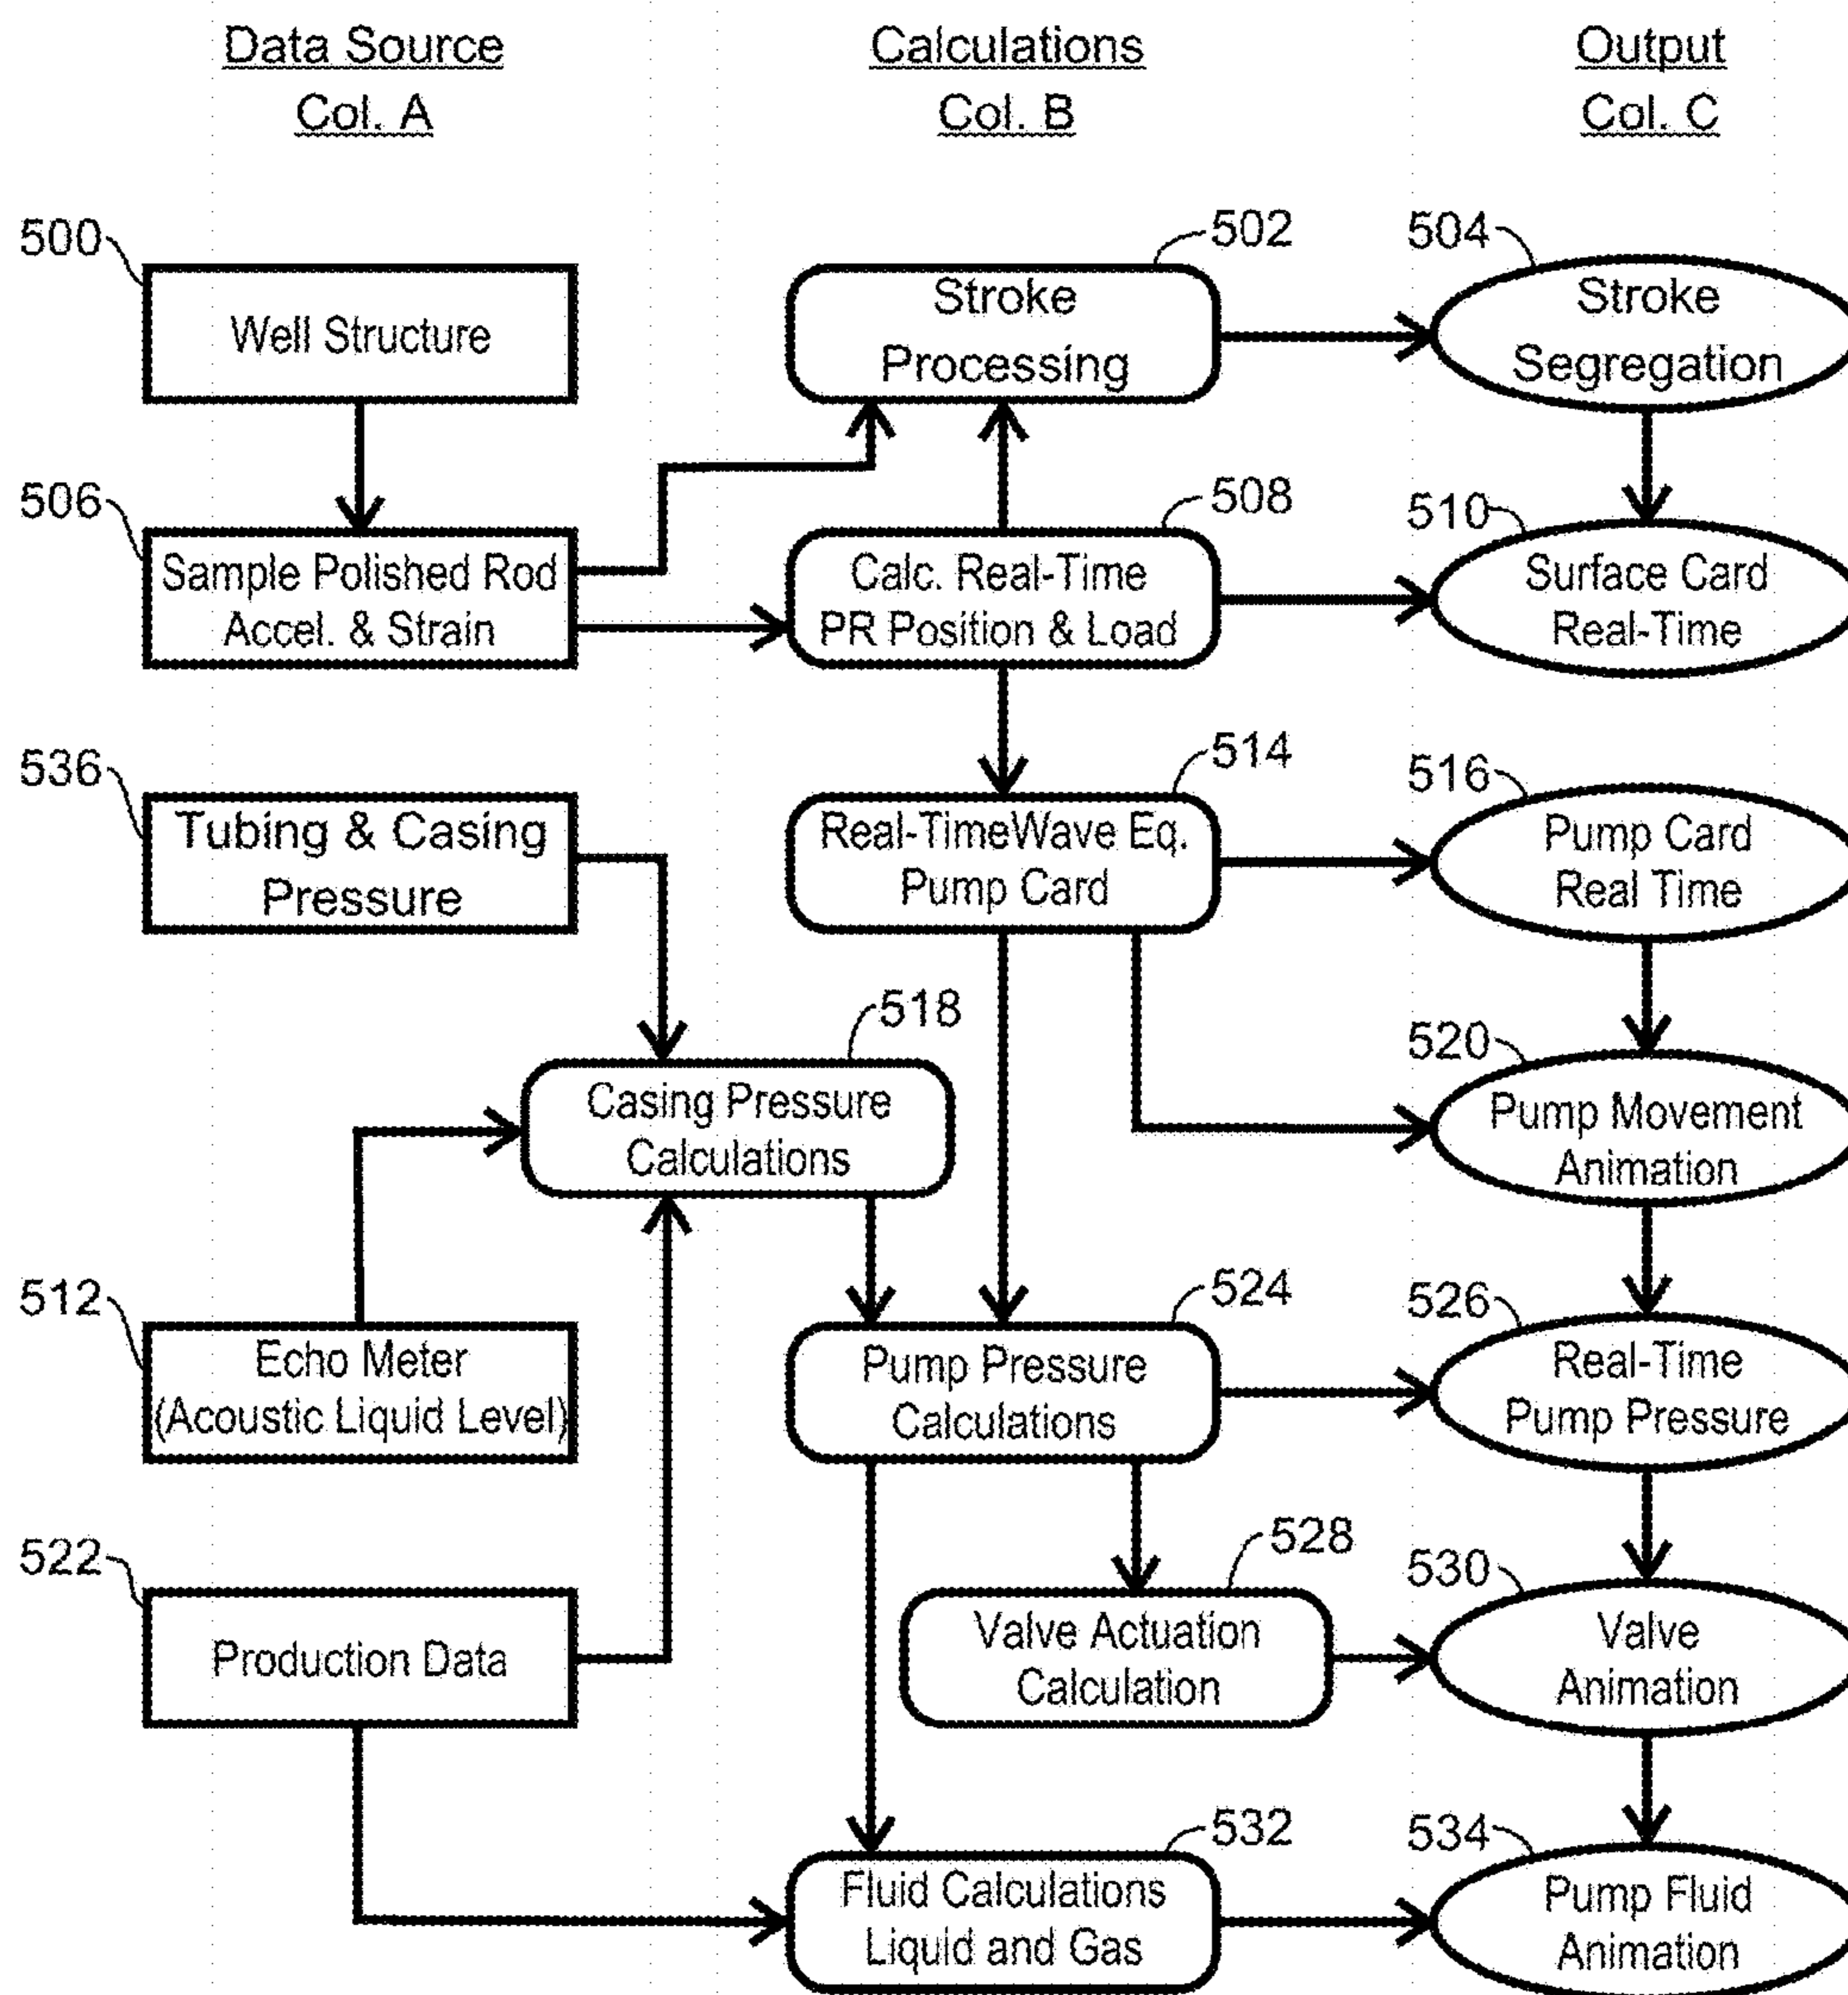 Data Source
Col. A
Calculations
Col. B
Output
Col. C
500
Well Structure
502
Stroke
Processing
504
Stroke
Segregation
506
Sample Polished Rod
Accel. & Strain
508
Calc. Real-Time
PR Position & Load
510
Surface Card
Real-Time
536
Tubing & Casing
Pressure
514
Real-TimeWave Eq.
Pump Card
516
Pump Card
Real Time
518
Casing Pressure
Calculations
520
Pump Movement
Animation
512
Echo Meter
(Acoustic Liquid Level)
524
Pump Pressure
Calculations
526
Real-Time
Pump Pressure
522
Production Data
528
Valve Actuation
Calculation
530
Valve
Animation
532
Fluid Calculations
Liquid and Gas
534
Pump Fluid
Animation